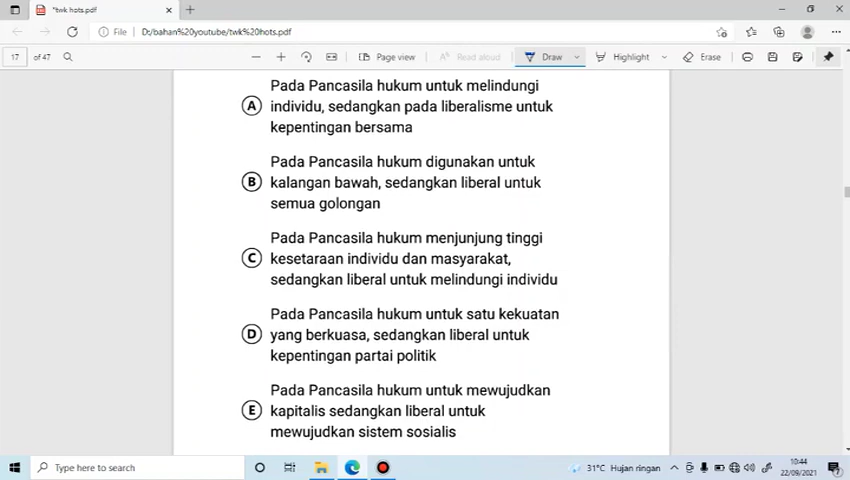 *twk hots.pdf
File
D:/bahan%20youtube/twk%20hots.pdf
17 of 47
Page view
Read aloud
Draw
Highlight
Erase
Pada Pancasila hukum untuk melindungi
A individu, sedangkan pada liberalisme untuk
kepentingan bersama
Pada Pancasila hukum digunakan untuk
B kalangan bawah, sedangkan liberal untuk
semua golongan
Pada Pancasila hukum menjunjung tinggi
C kesetaraan individu dan masyarakat,
sedangkan liberal untuk melindungi individu
Pada Pancasila hukum untuk satu kekuatan
D yang berkuasa, sedangkan liberal untuk
kepentingan partai politik
Pada Pancasila hukum untuk mewujudkan
E kapitalis sedangkan liberal untuk
mewujudkan sistem sosialis
Type here to search
31°C Hujan ringan
10:44
22/09/2021